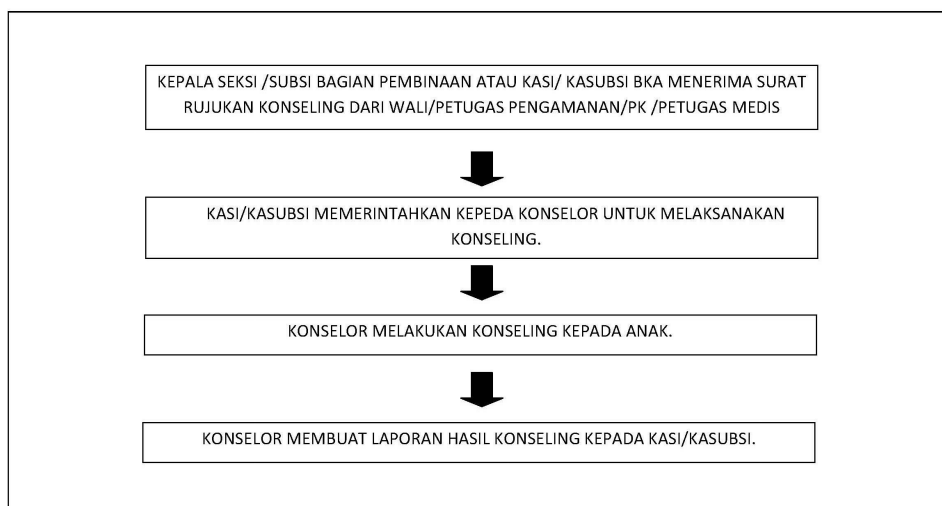 KEPALA SEKSI /SUBSI BAGIAN PEMBINAAN ATAU KASI/ KASUBSI BKA MENERIMA SURAT
RUJUKAN KONSELING DARI WALI/PETUGAS PENGAMANAN/PK /PETUGAS MEDIS
KASI/KASUBSI MEMERINTAHKAN KEPEDA KONSELOR UNTUK MELAKSANAKAN
KONSELING.
KONSELOR MELAKUKAN KONSELING KEPADA ANAK.
KONSELOR MEMBUAT LAPORAN HASIL KONSELING KEPADA KASI/KASUBSI.